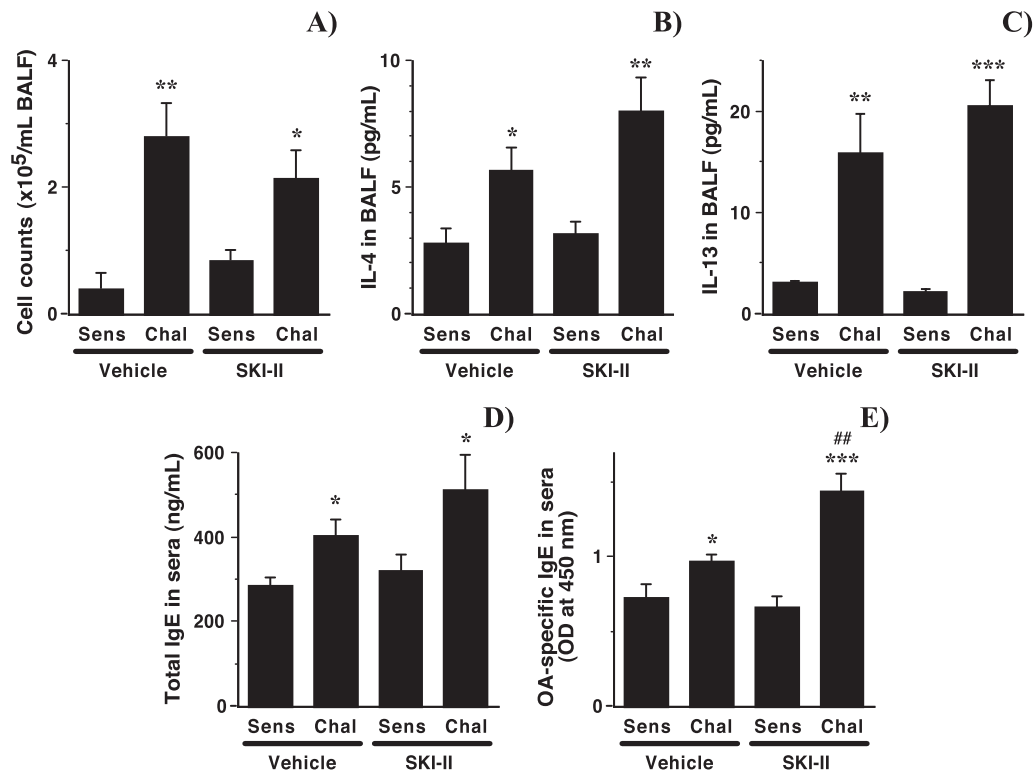 A)
Cell counts (x10⁵/mL BALF)
4
2
0
**
*
Sens Chal Sens Chal
Vehicle SKI-II
B)
IL-4 in BALF (pg/mL)
10
5
0
*
**
Sens Chal Sens Chal
Vehicle SKI-II
C)
IL-13 in BALF (pg/mL)
20
10
0
**
***
Sens Chal Sens Chal
Vehicle SKI-II
D)
Total IgE in sera (ng/mL)
600
400
200
0
*
*
Sens Chal Sens Chal
Vehicle SKI-II
E)
OA-specific IgE in sera
(OD at 450 nm)
1
0
*
##
***
Sens Chal Sens Chal
Vehicle SKI-II